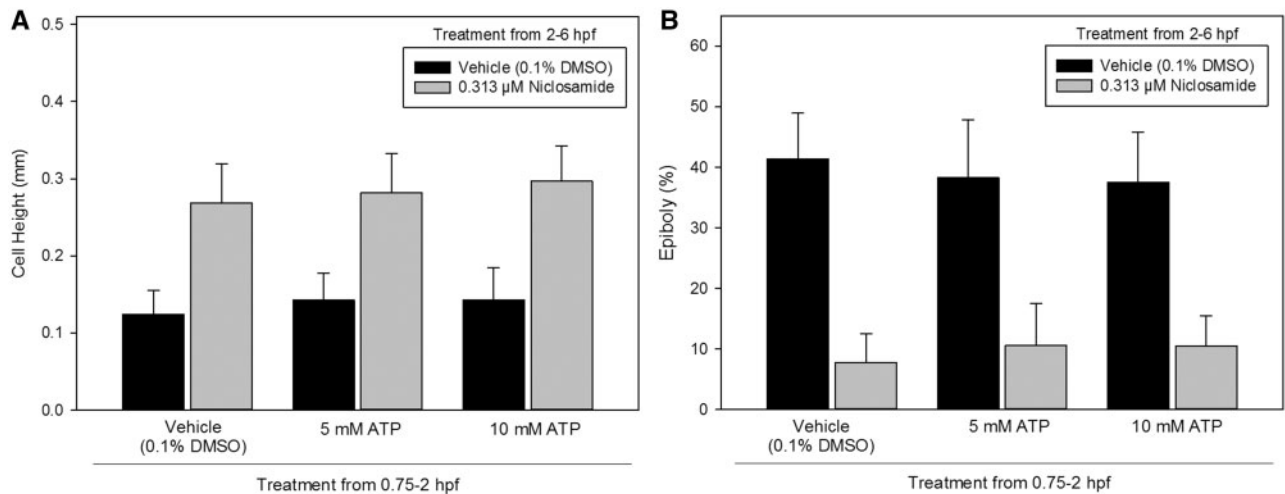 A
Cell Height (mm)
0.5
0.4
0.3
0.2
0.1
0.0
Treatment from 2-6 hpf
Vehicle (0.1% DMSO)
0.313 µM Niclosamide
Vehicle
(0.1% DMSO)
5 mM ATP
10 mM ATP
Treatment from 0.75-2 hpf
B
Epiboly (%)
60
50
40
30
20
10
0
Treatment from 2-6 hpf
Vehicle (0.1% DMSO)
0.313 µM Niclosamide
Vehicle
(0.1% DMSO)
5 mM ATP
10 mM ATP
Treatment from 0.75-2 hpf